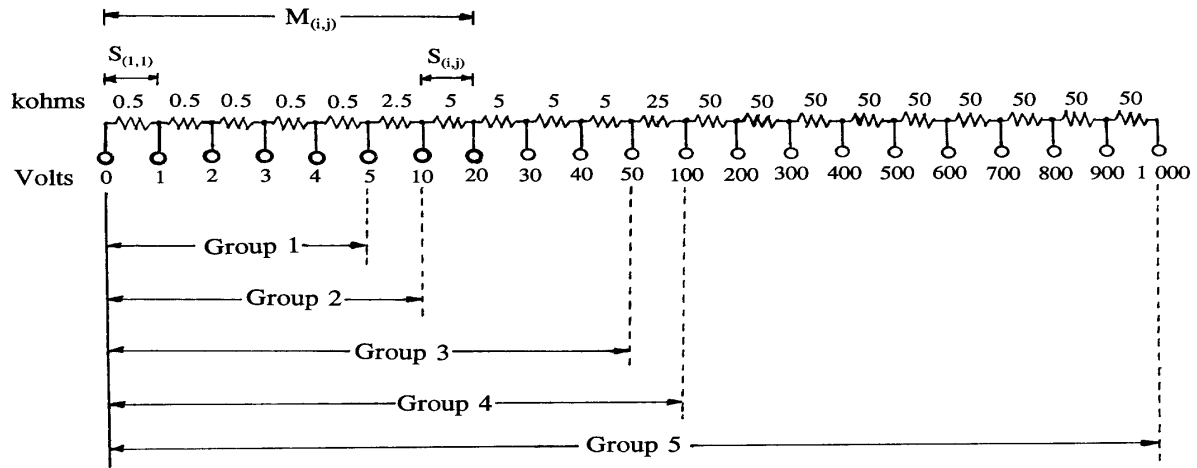 M(i,j)
S(1,1) S(i,j)
kohms 0.5 0.5 0.5 0.5 0.5 2.5 5 5 5 5 25 50 50 50 50 50 50 50 50 50
Volts 0 1 2 3 4 5 10 20 30 40 50 100 200 300 400 500 600 700 800 900 1 000
Group 1
Group 2
Group 3
Group 4
Group 5